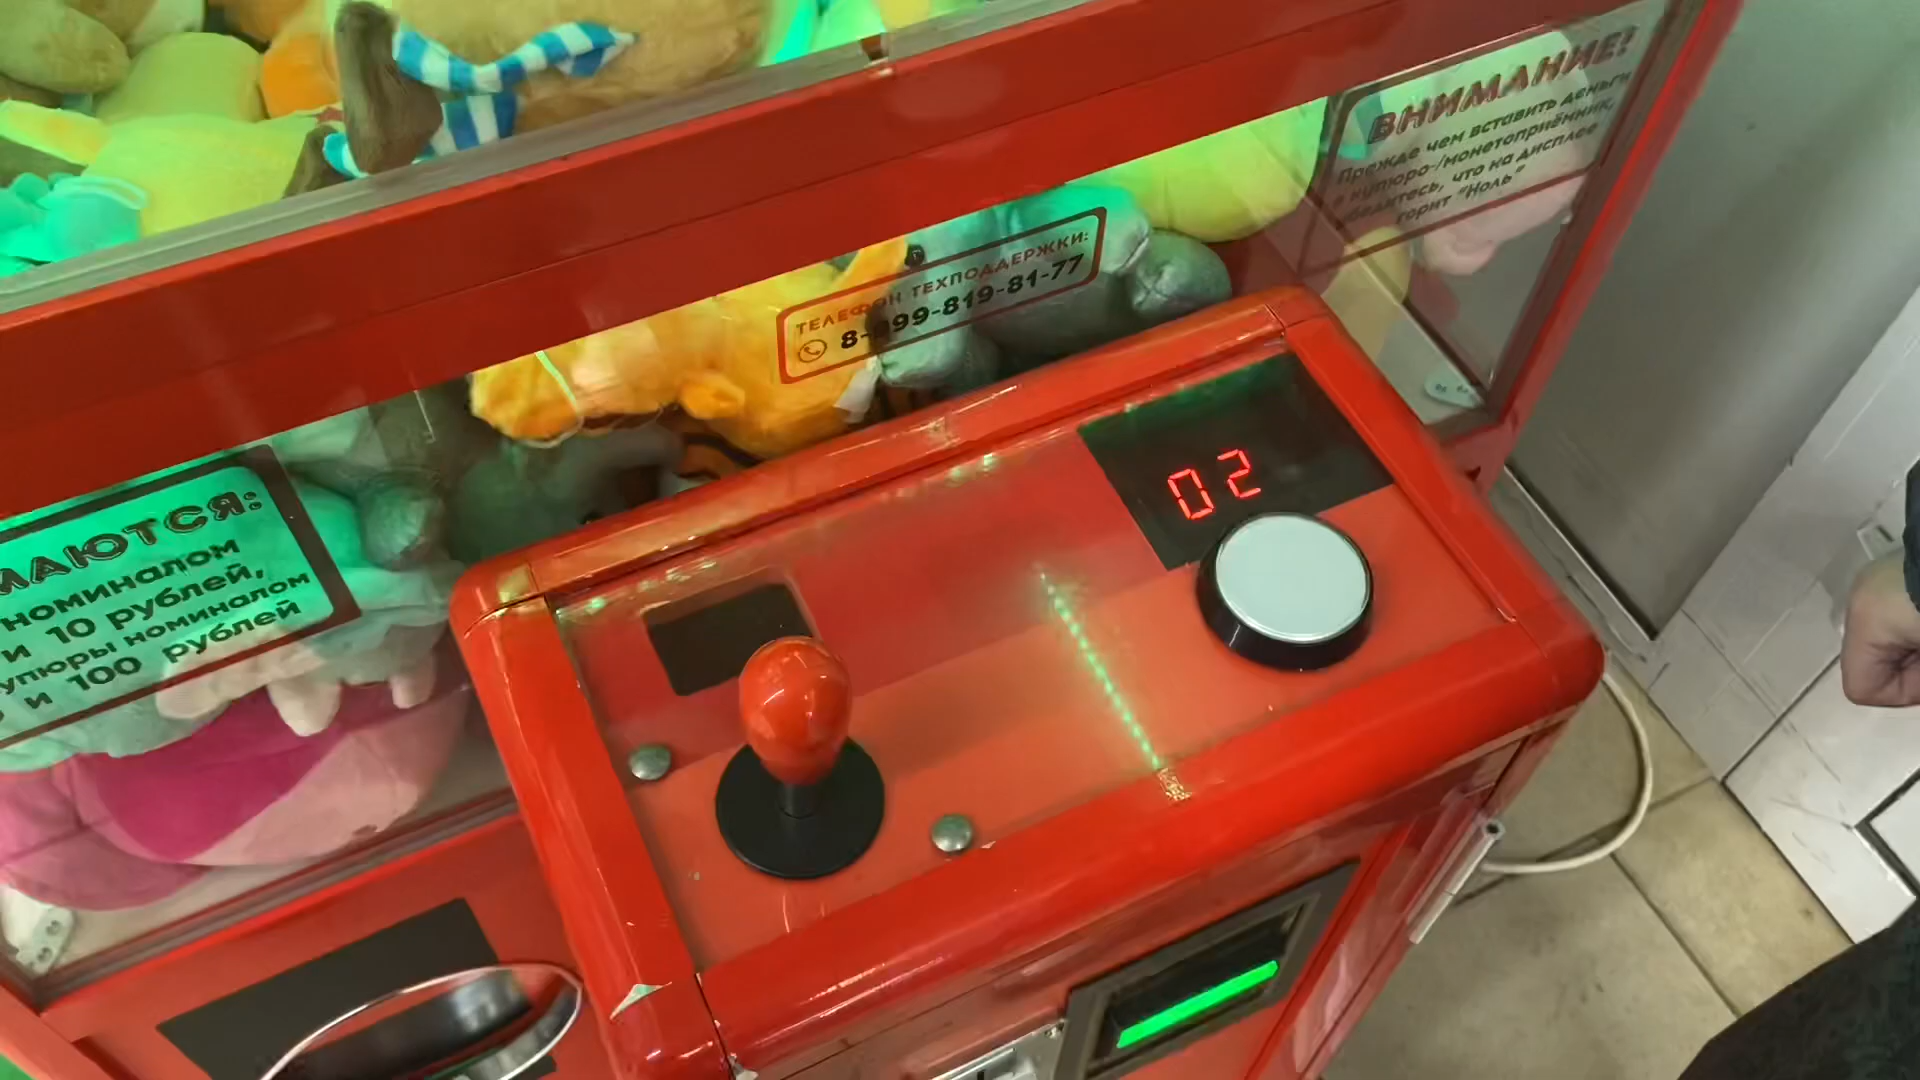 ВНИМАНИЕ!
Прежде чем вставить деньги
в купюро-/монетоприёмник,
убедитесь, что на дисплее
горит "Ноль"
ТЕЛЕФОН ТЕХПОДДЕРЖКИ:
8-999-819-81-77
02
МАЮТСЯ:
номиналом
и 10 рублей,
купюры номиналом
и 100 рублей